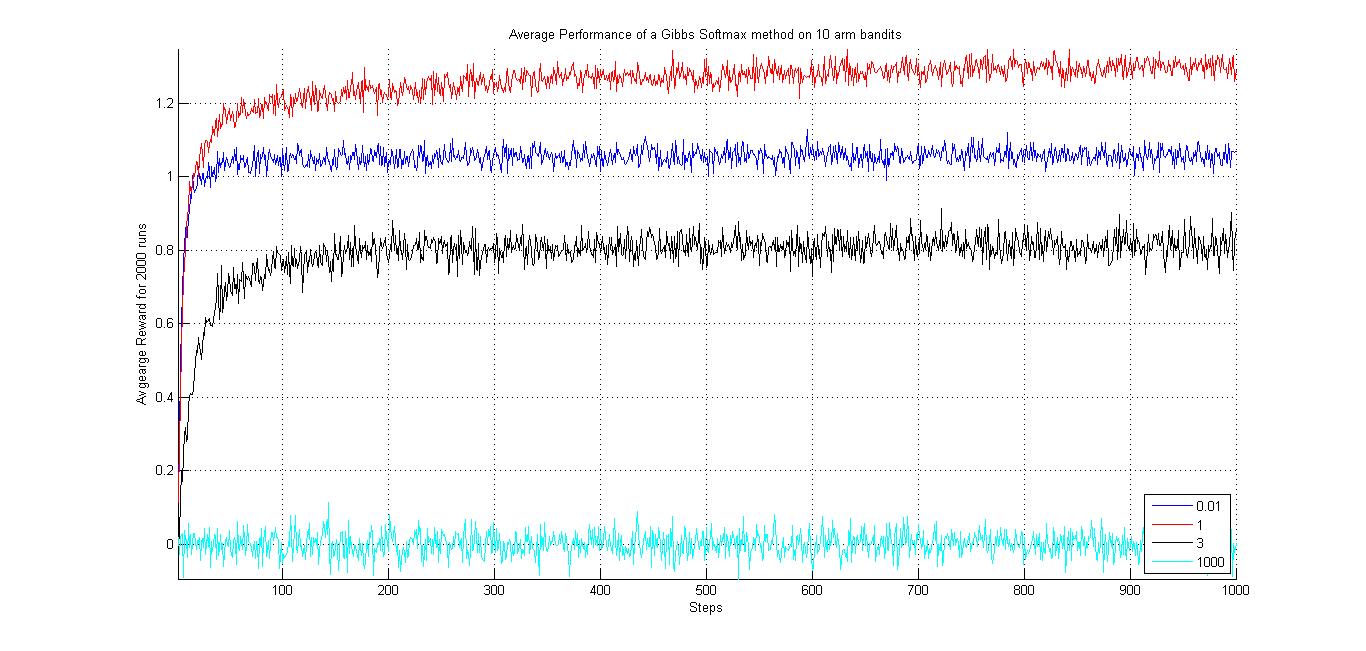 Average Performance of a Gibbs Softmax method on 10 arm bandits
Avgearge Reward for 2000 runs
1.2
1
0.8
0.6
0.4
0.2
0
0.01
1
3
1000
100 200 300 400 500 600 700 800 900 1000
Steps